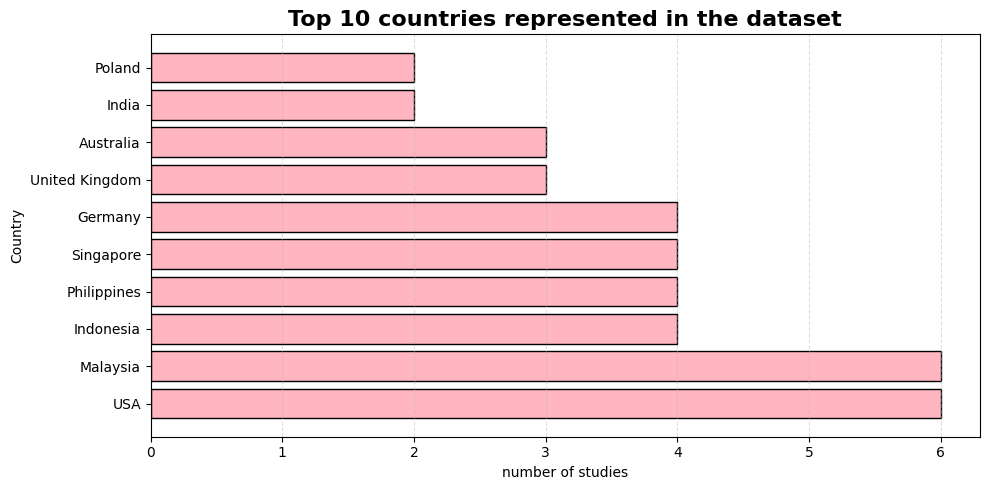 Top 10 countries represented in the dataset
Country
Poland
India
Australia
United Kingdom
Germany
Singapore
Philippines
Indonesia
Malaysia
USA
0 1 2 3 4 5 6
number of studies